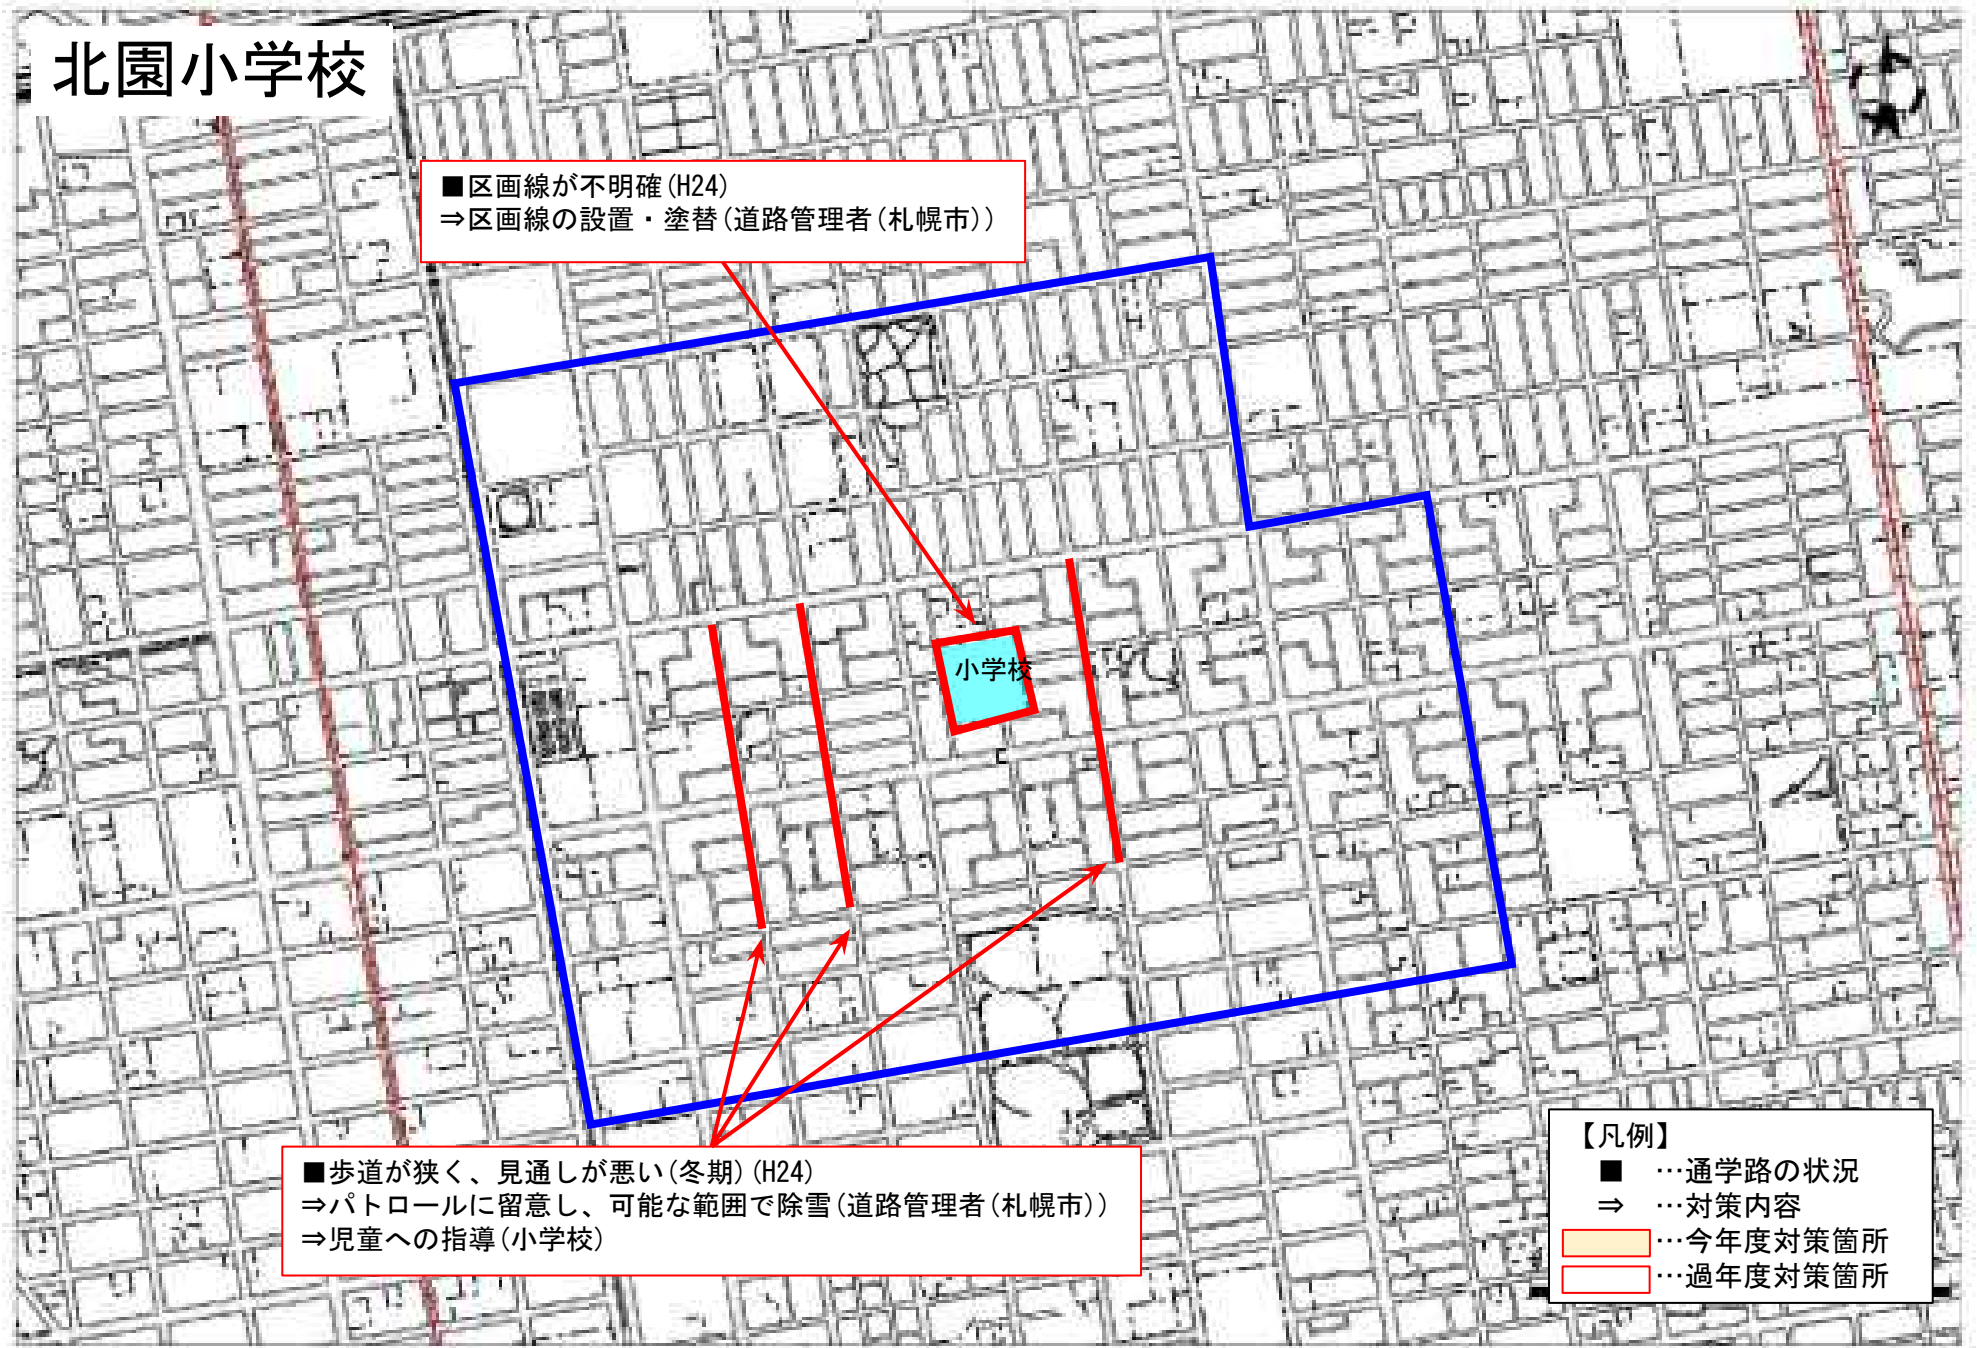 北園小学校
■区画線が不明確(H24)
⇒区画線の設置・塗替(道路管理者(札幌市))
小学校
■歩道が狭く、見通しが悪い(冬期)(H24)
⇒パトロールに留意し、可能な範囲で除雪(道路管理者(札幌市))
⇒児童への指導(小学校)
【凡例】
■ …通学路の状況
⇒ …対策内容
…今年度対策箇所
…過年度対策箇所